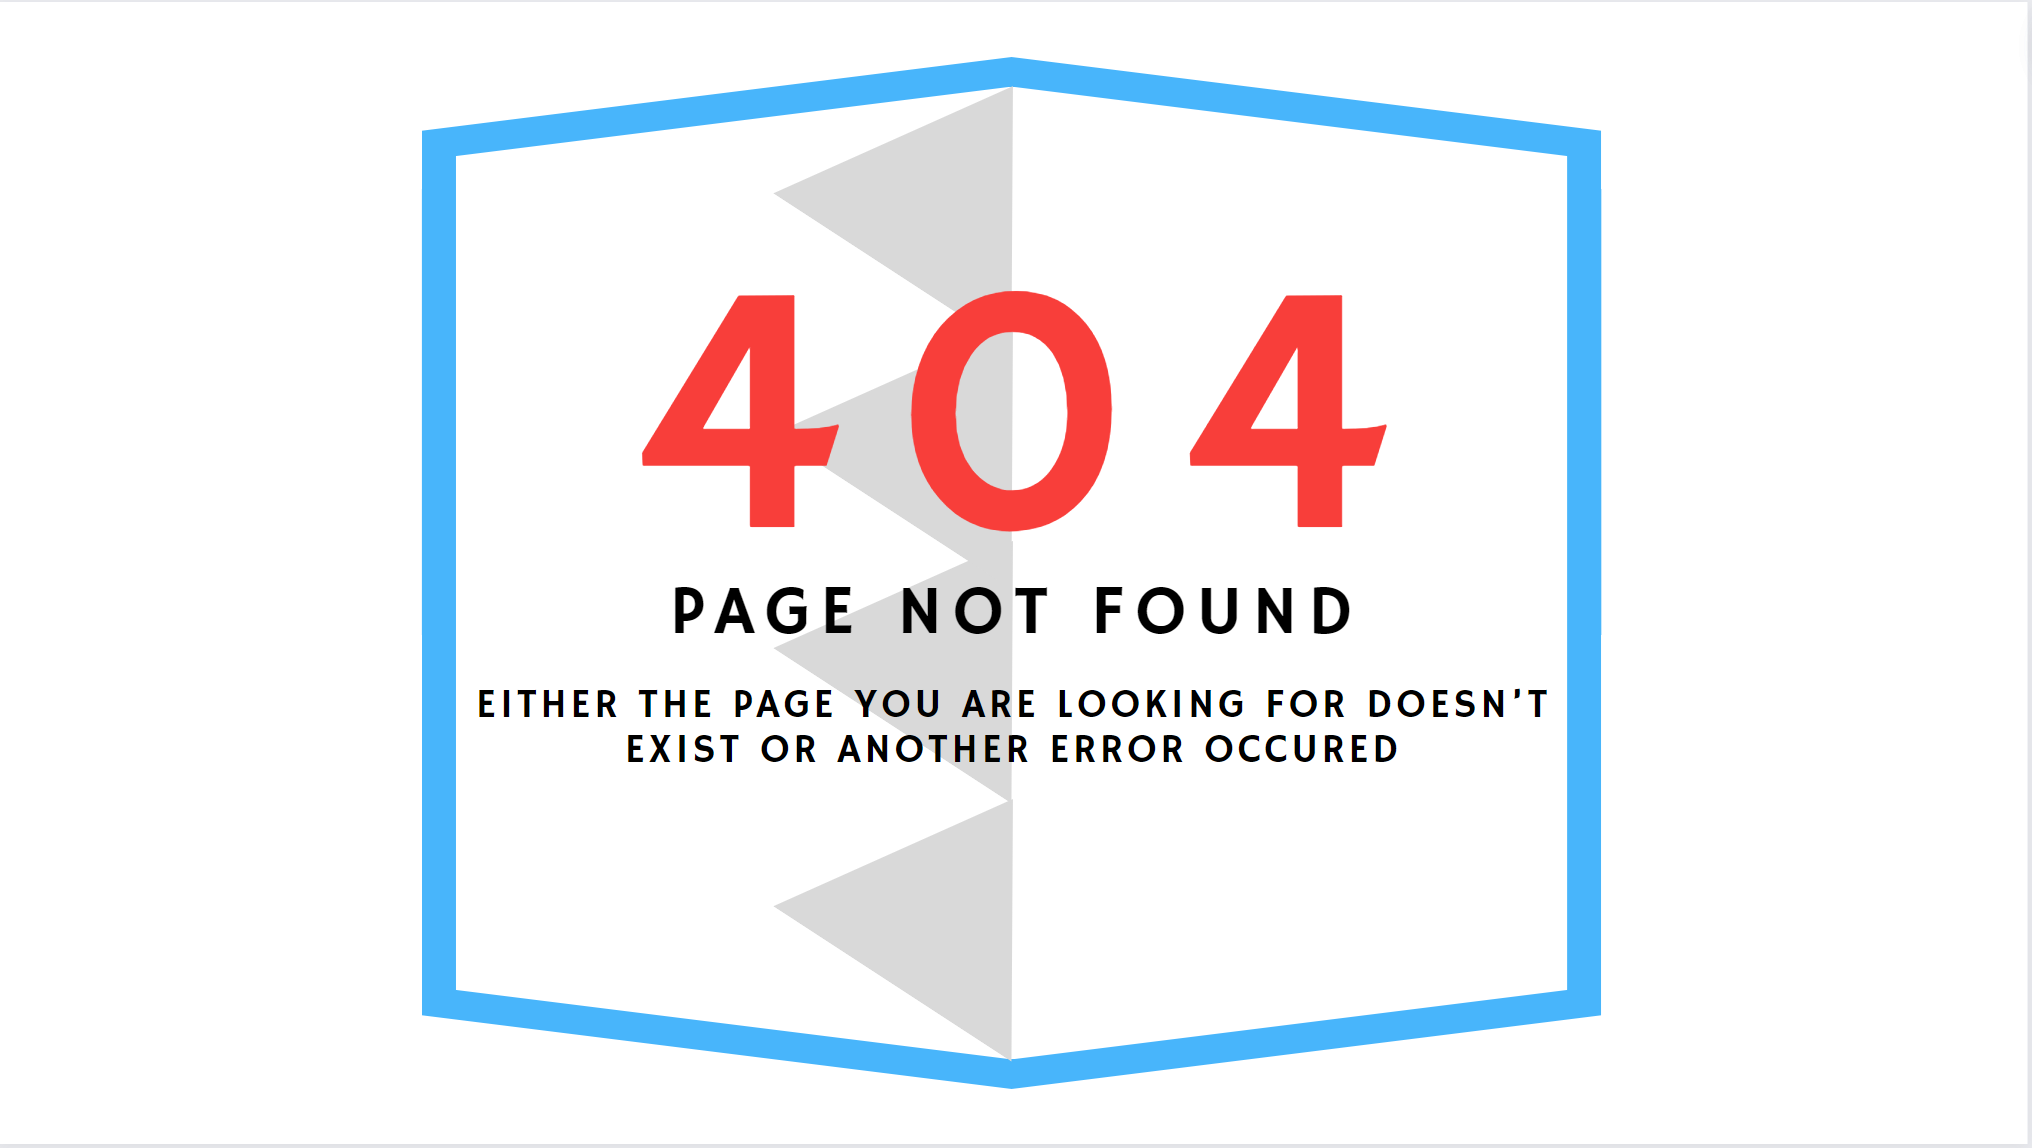 404
PAGE NOT FOUND
EITHER THE PAGE YOU ARE LOOKING FOR DOESN'T
EXIST OR ANOTHER ERROR OCCURED